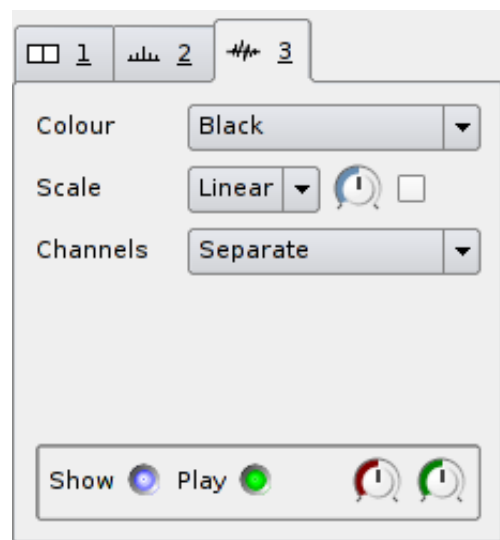 1 2 3
Colour Black
Scale Linear
Channels Separate
Show Play